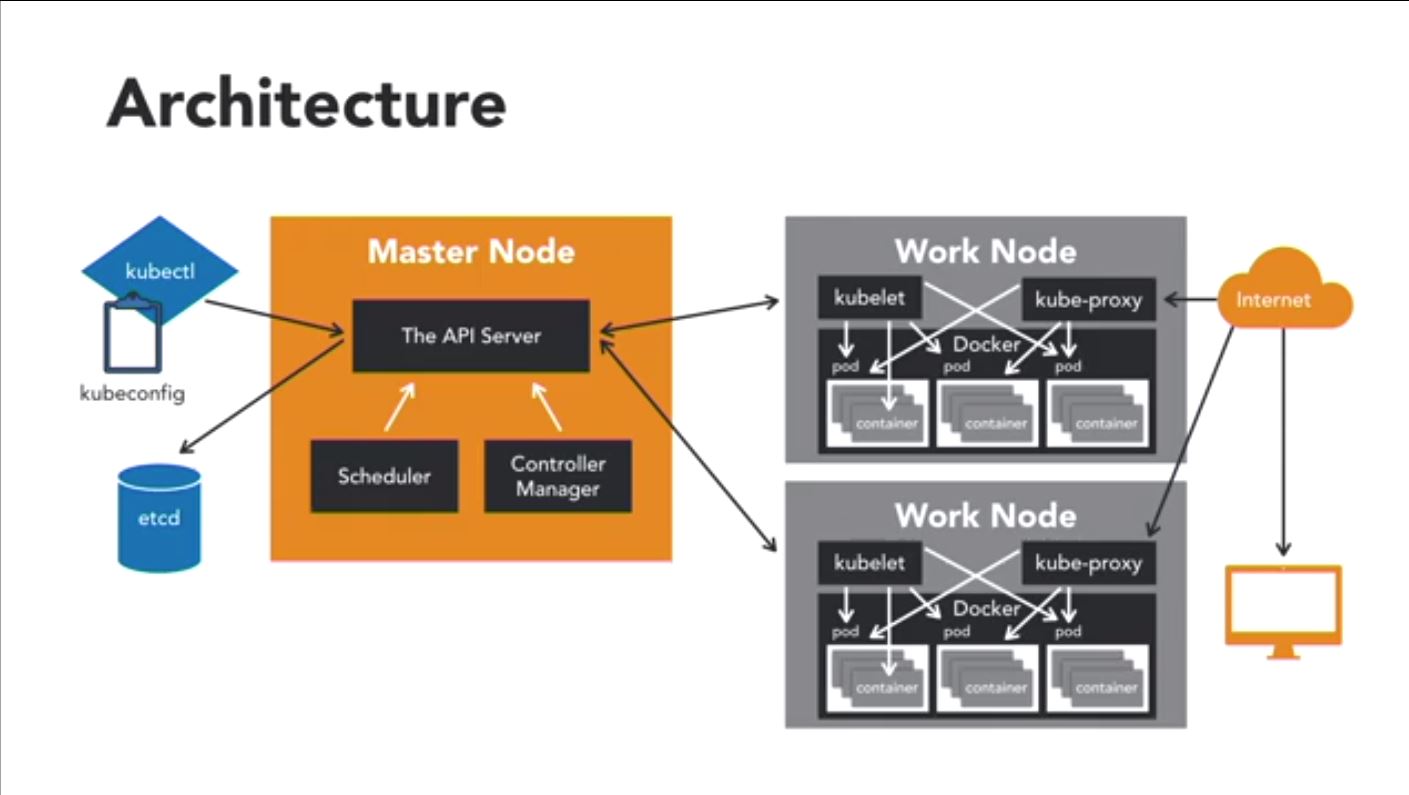 Architecture
kubectl
kubeconfig
etcd
Master Node
The API Server
Scheduler
Controller
Manager
Work Node
kubelet
kube-proxy
Docker
pod
pod
pod
container
container
container
Work Node
kubelet
kube-proxy
Docker
pod
pod
pod
container
container
container
Internet